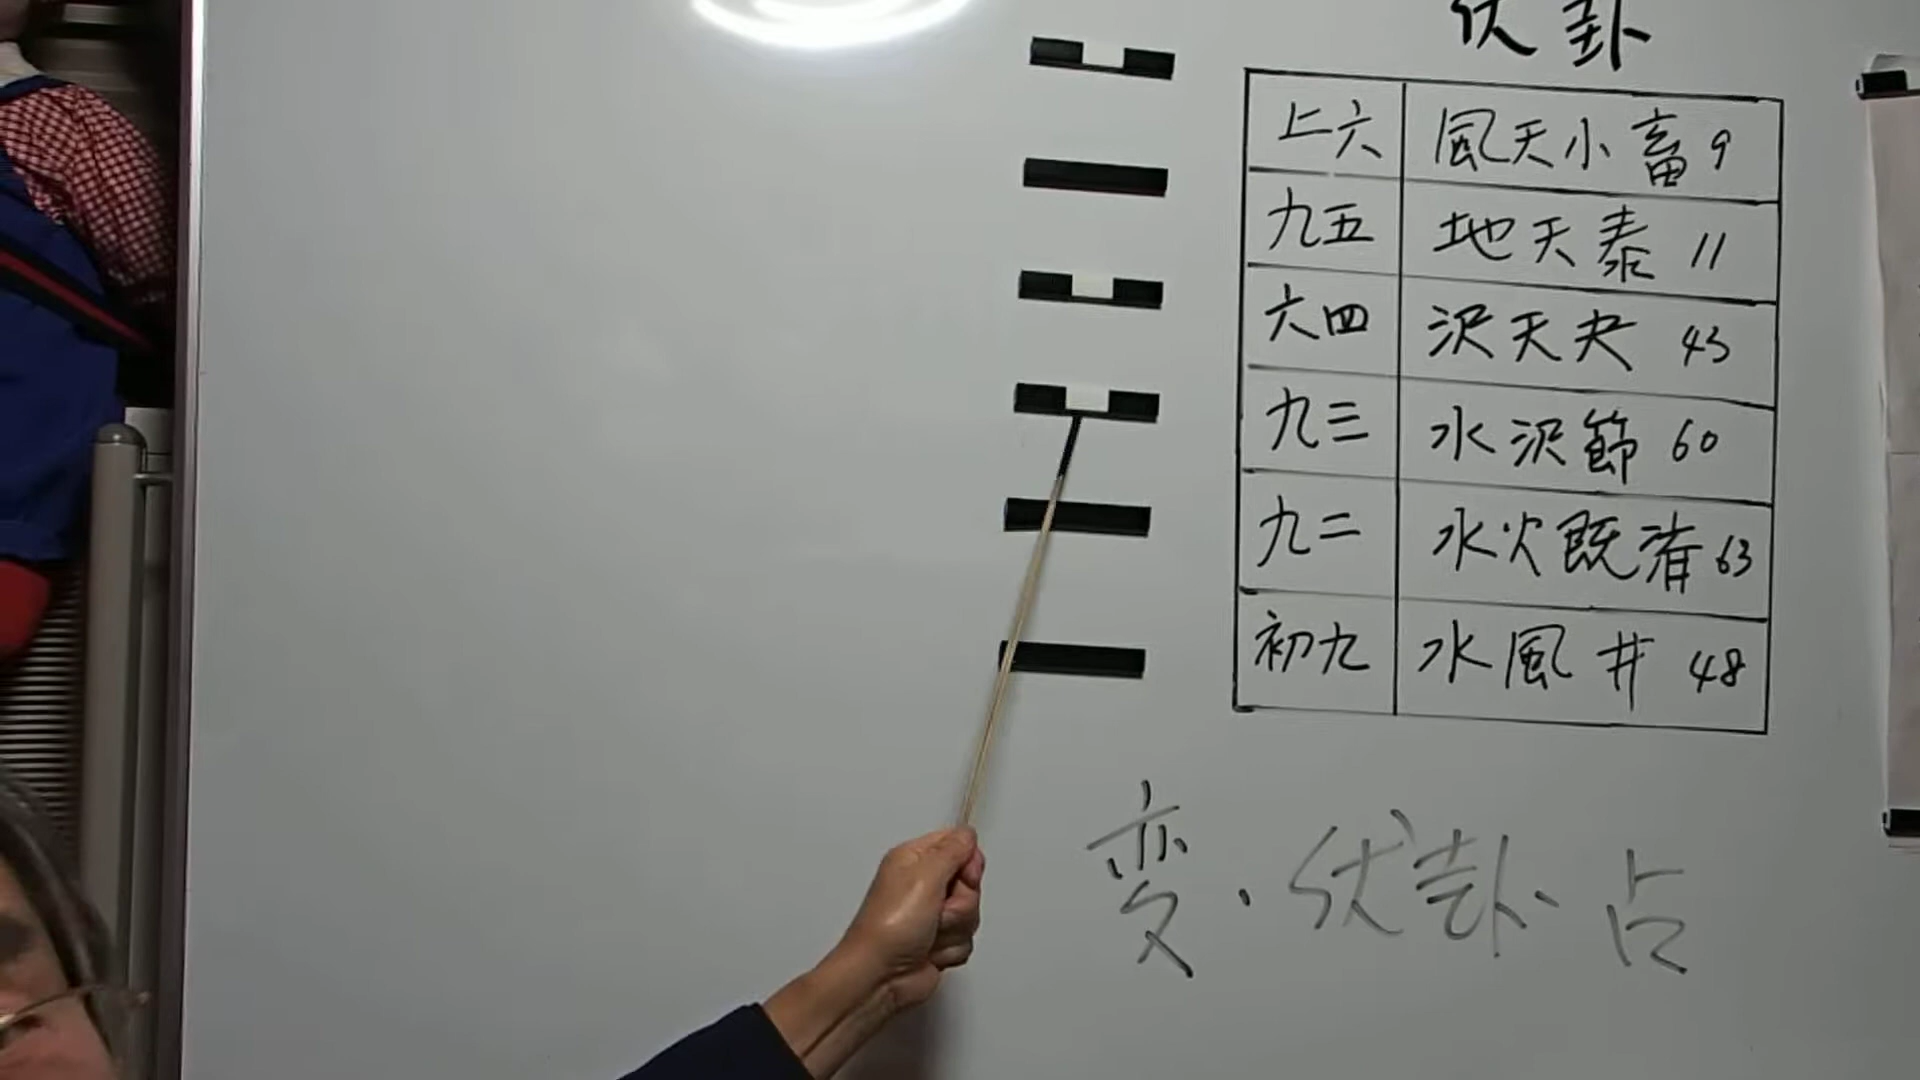 伏卦
上六 風天小畜 9
九五 地天泰 11
六四 沢天夬 43
九三 水沢節 60
九二 水火既済 63
初九 水風井 48
変・伏卦・占